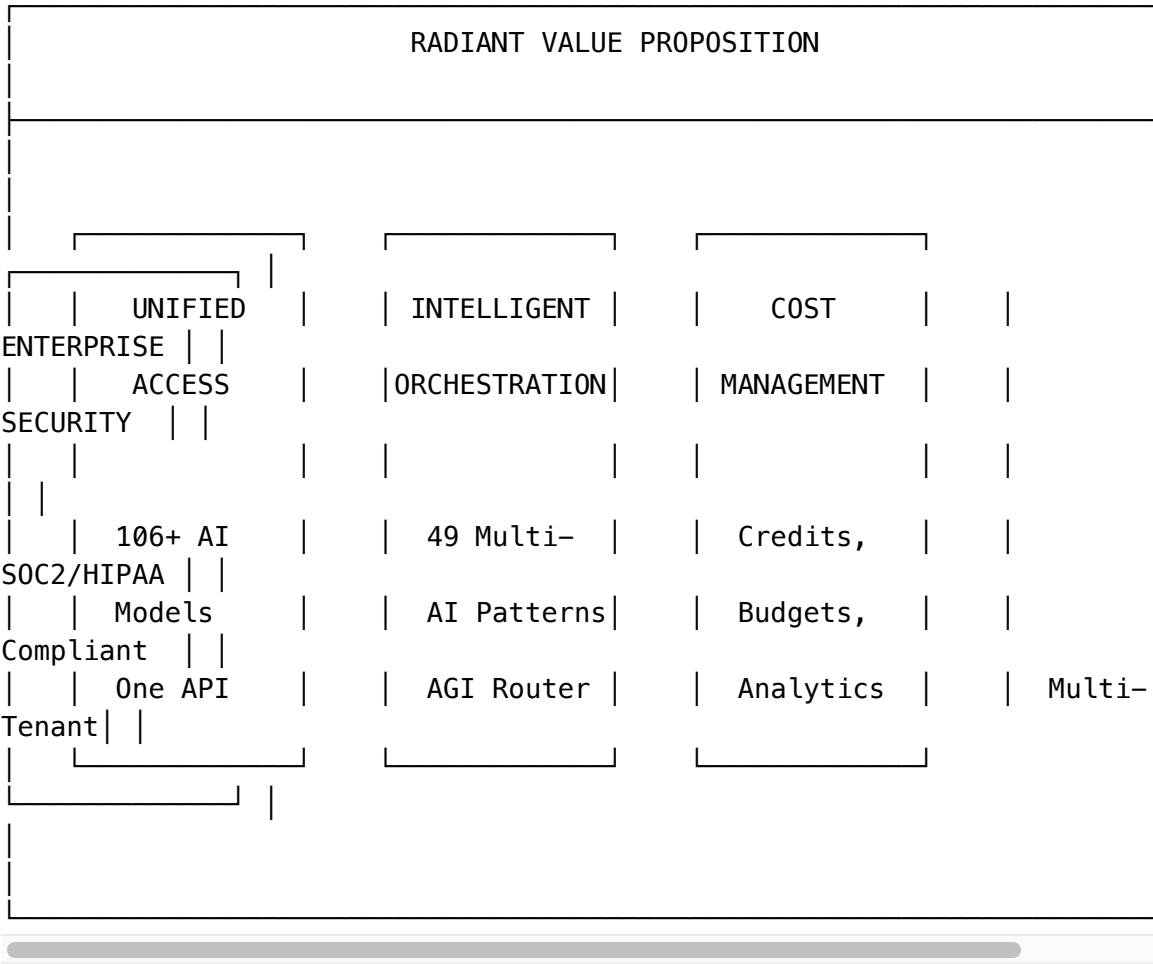 RADIANT VALUE PROPOSITION
UNIFIED INTELLIGENT COST
ENTERPRISE
ACCESS ORCHESTRATION MANAGEMENT
SECURITY
106+ AI 49 Multi- Credits,
SOC2/HIPAA
Models AI Patterns Budgets,
Compliant
One API AGI Router Analytics Multi-
Tenant